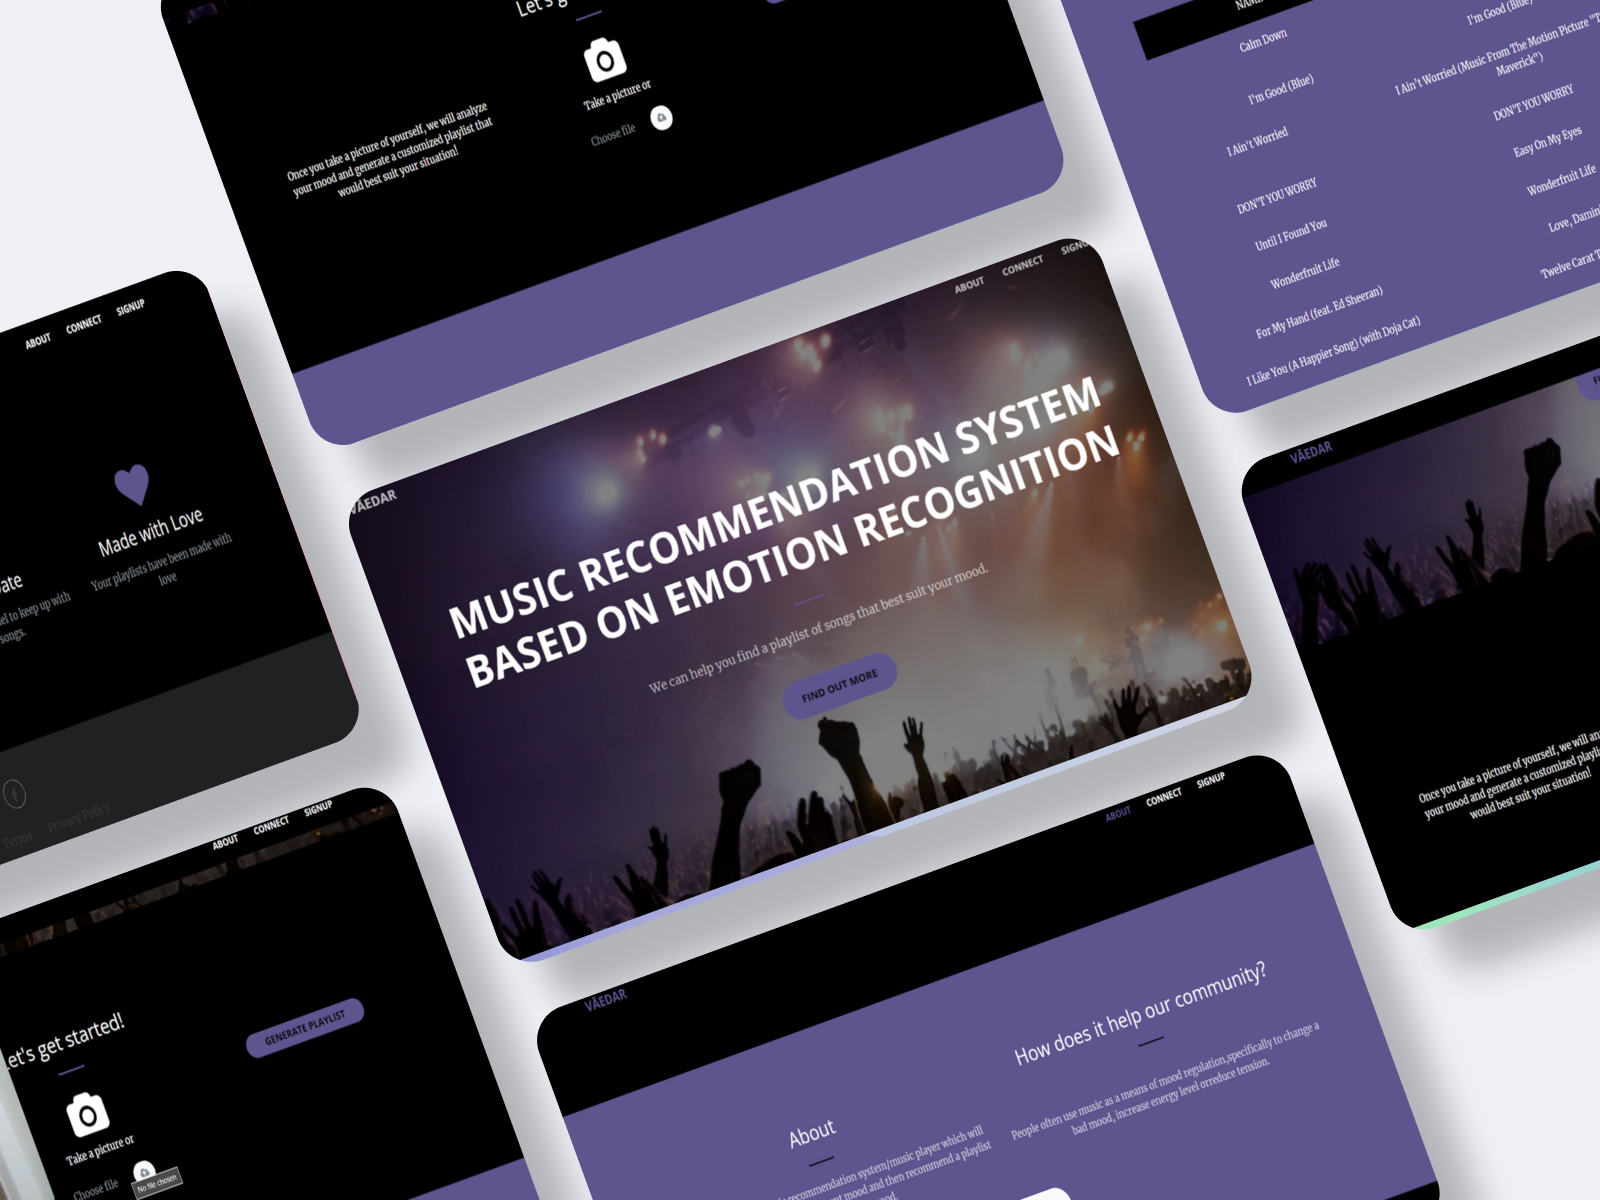 Let's g
Take a picture or
Choose file
Once you take a picture of yourself, we will analyze
your mood and generate a customized playlist that
would best suit your situation!
Calm Down
I'm Good (Blue)
I'm Good (Blue)
I Ain't Worried (Music From The Motion Picture "T
Maverick")
I Ain't Worried
DON'T YOU WORRY
DON'T YOU WORRY
Easy On My Eyes
Until I Found You
Wonderfruit Life
Wonderfruit Life
Love, Damini
For My Hand (feat. Ed Sheeran)
Twelve Carat T
I Like You (A Happier Song) (with Doja Cat)
ABOUT CONNECT SIGNUP
Made with Love
Your playlists have been made with
love
el to keep up with
songs.
Terms Privacy Policy
VÄEDAR
ABOUT CONNECT SIGNU
MUSIC RECOMMENDATION SYSTEM
BASED ON EMOTION RECOGNITION
We can help you find a playlist of songs that best suit your mood.
FIND OUT MORE
VÄEDAR
Once you take a picture of yourself, we will an
your mood and generate a customized playli
would best suit your situation!
ABOUT CONNECT SIGNUP
Let's get started!
GENERATE PLAYLIST
Take a picture or
Choose file
No file chosen
VÄEDAR
ABOUT CONNECT SIGNUP
About
recommendation system/music player which will
nt mood and then recommend a playlist
How does it help our community?
People often use music as a means of mood regulation,specifically to change a
bad mood, increase energy level orreduce tension.